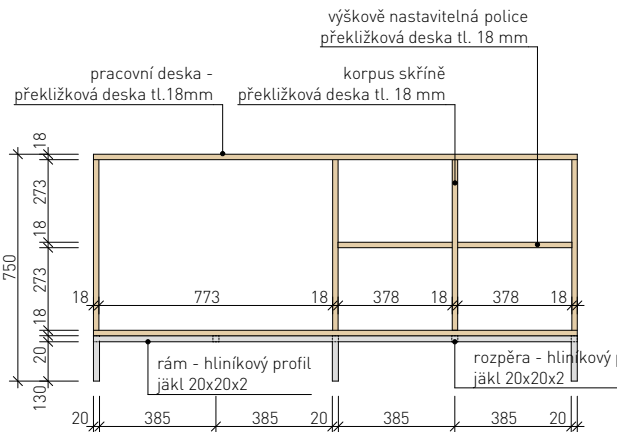 výškově nastavitelná police
překližková deska tl. 18 mm
pracovní deska -
překližková deska tl.18mm
korpus skříně
překližková deska tl. 18 mm
18
273
18
273
18
20
130
750
18
773
18
378
18
378
18
rám - hliníkový profil
jäkl 20x20x2
rozpěra - hliníkový p
jäkl 20x20x2
20
385
385
20
385
385
20